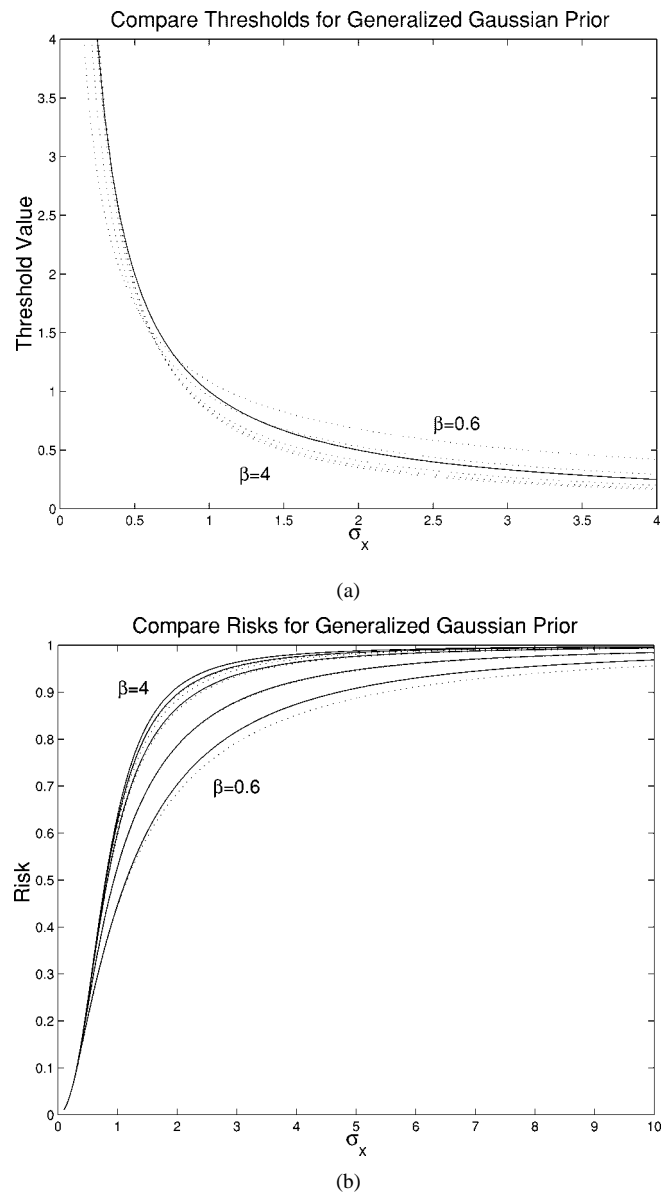 Compare Thresholds for Generalized Gaussian Prior
4
3.5
3
2.5
2
1.5
1
0.5
0
Threshold Value
β=0.6
β=4
0 0.5 1 1.5 2 2.5 3 3.5 4
σx
(a)
Compare Risks for Generalized Gaussian Prior
1
0.9
0.8
0.7
0.6
0.5
0.4
0.3
0.2
0.1
0
Risk
β=4
β=0.6
0 1 2 3 4 5 6 7 8 9 10
σx
(b)